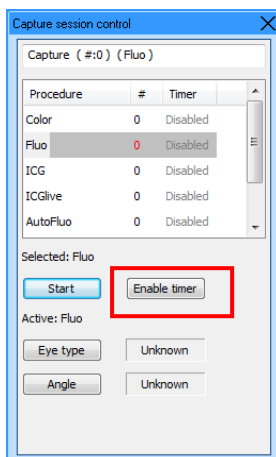 Capture session control
Capture ( #:0 ) ( Fluo )
Procedure # Timer
Color 0 Disabled
Fluo 0 Disabled
ICG 0 Disabled
ICGlive 0 Disabled
AutoFluo 0 Disabled
Selected: Fluo
Start Enable timer
Active: Fluo
Eye type Unknown
Angle Unknown